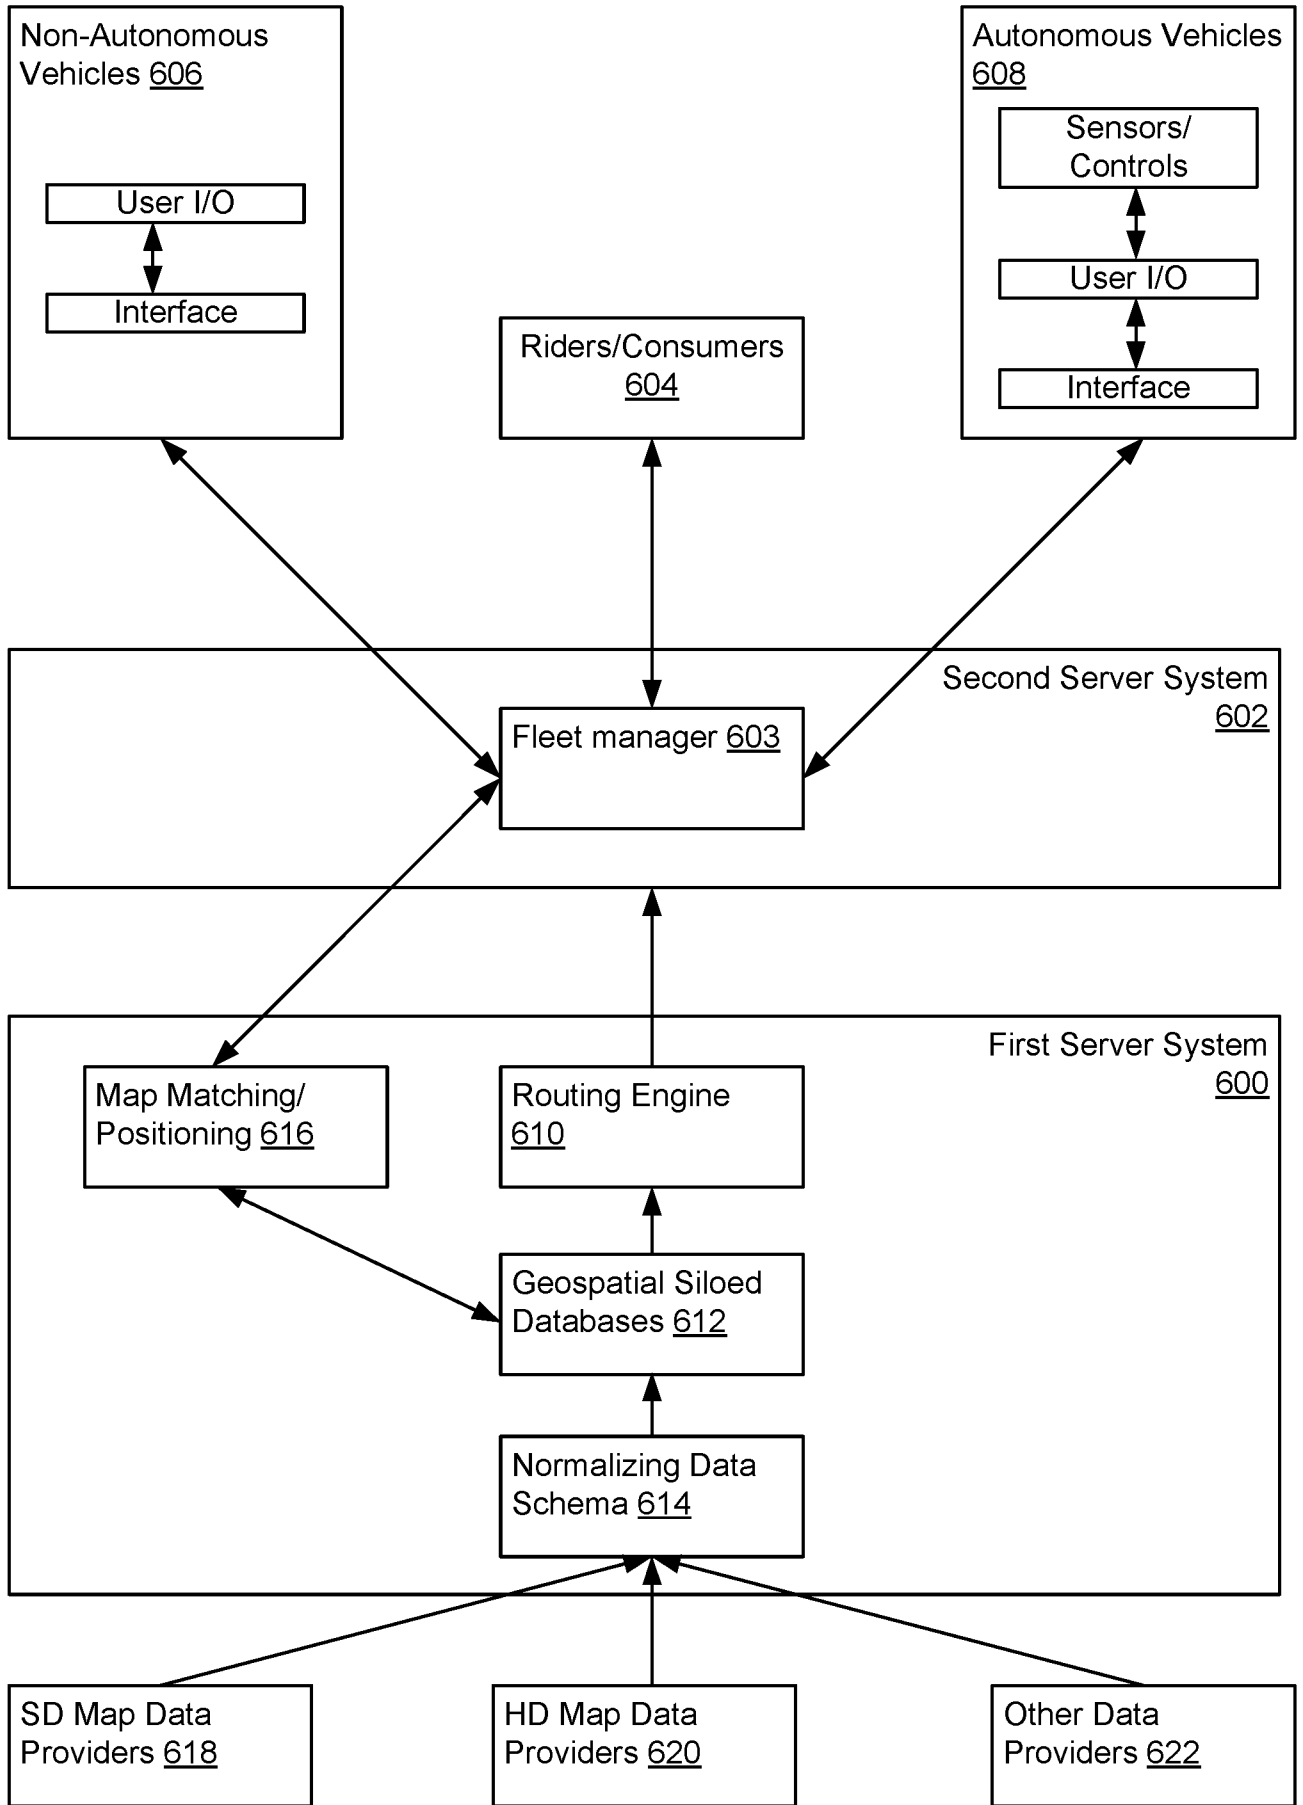 Non-Autonomous
Vehicles 606
User I/O
Interface
Autonomous Vehicles
608
Sensors/
Controls
User I/O
Interface
Riders/Consumers
604
Second Server System
602
Fleet manager 603
First Server System
600
Map Matching/
Positioning 616
Routing Engine
610
Geospatial Siloed
Databases 612
Normalizing Data
Schema 614
SD Map Data
Providers 618
HD Map Data
Providers 620
Other Data
Providers 622